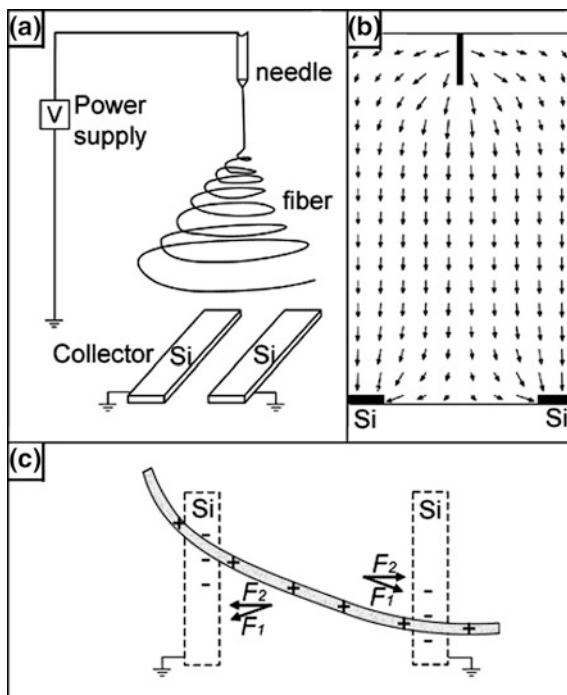 (a)
needle
V Power
supply
fiber
Collector
Si
Si
(b)
Si
Si
(c)
Si
-
-
-
+
+
+
+
+
+
F₂
F₁
F₂
F₁
Si
-
-
-